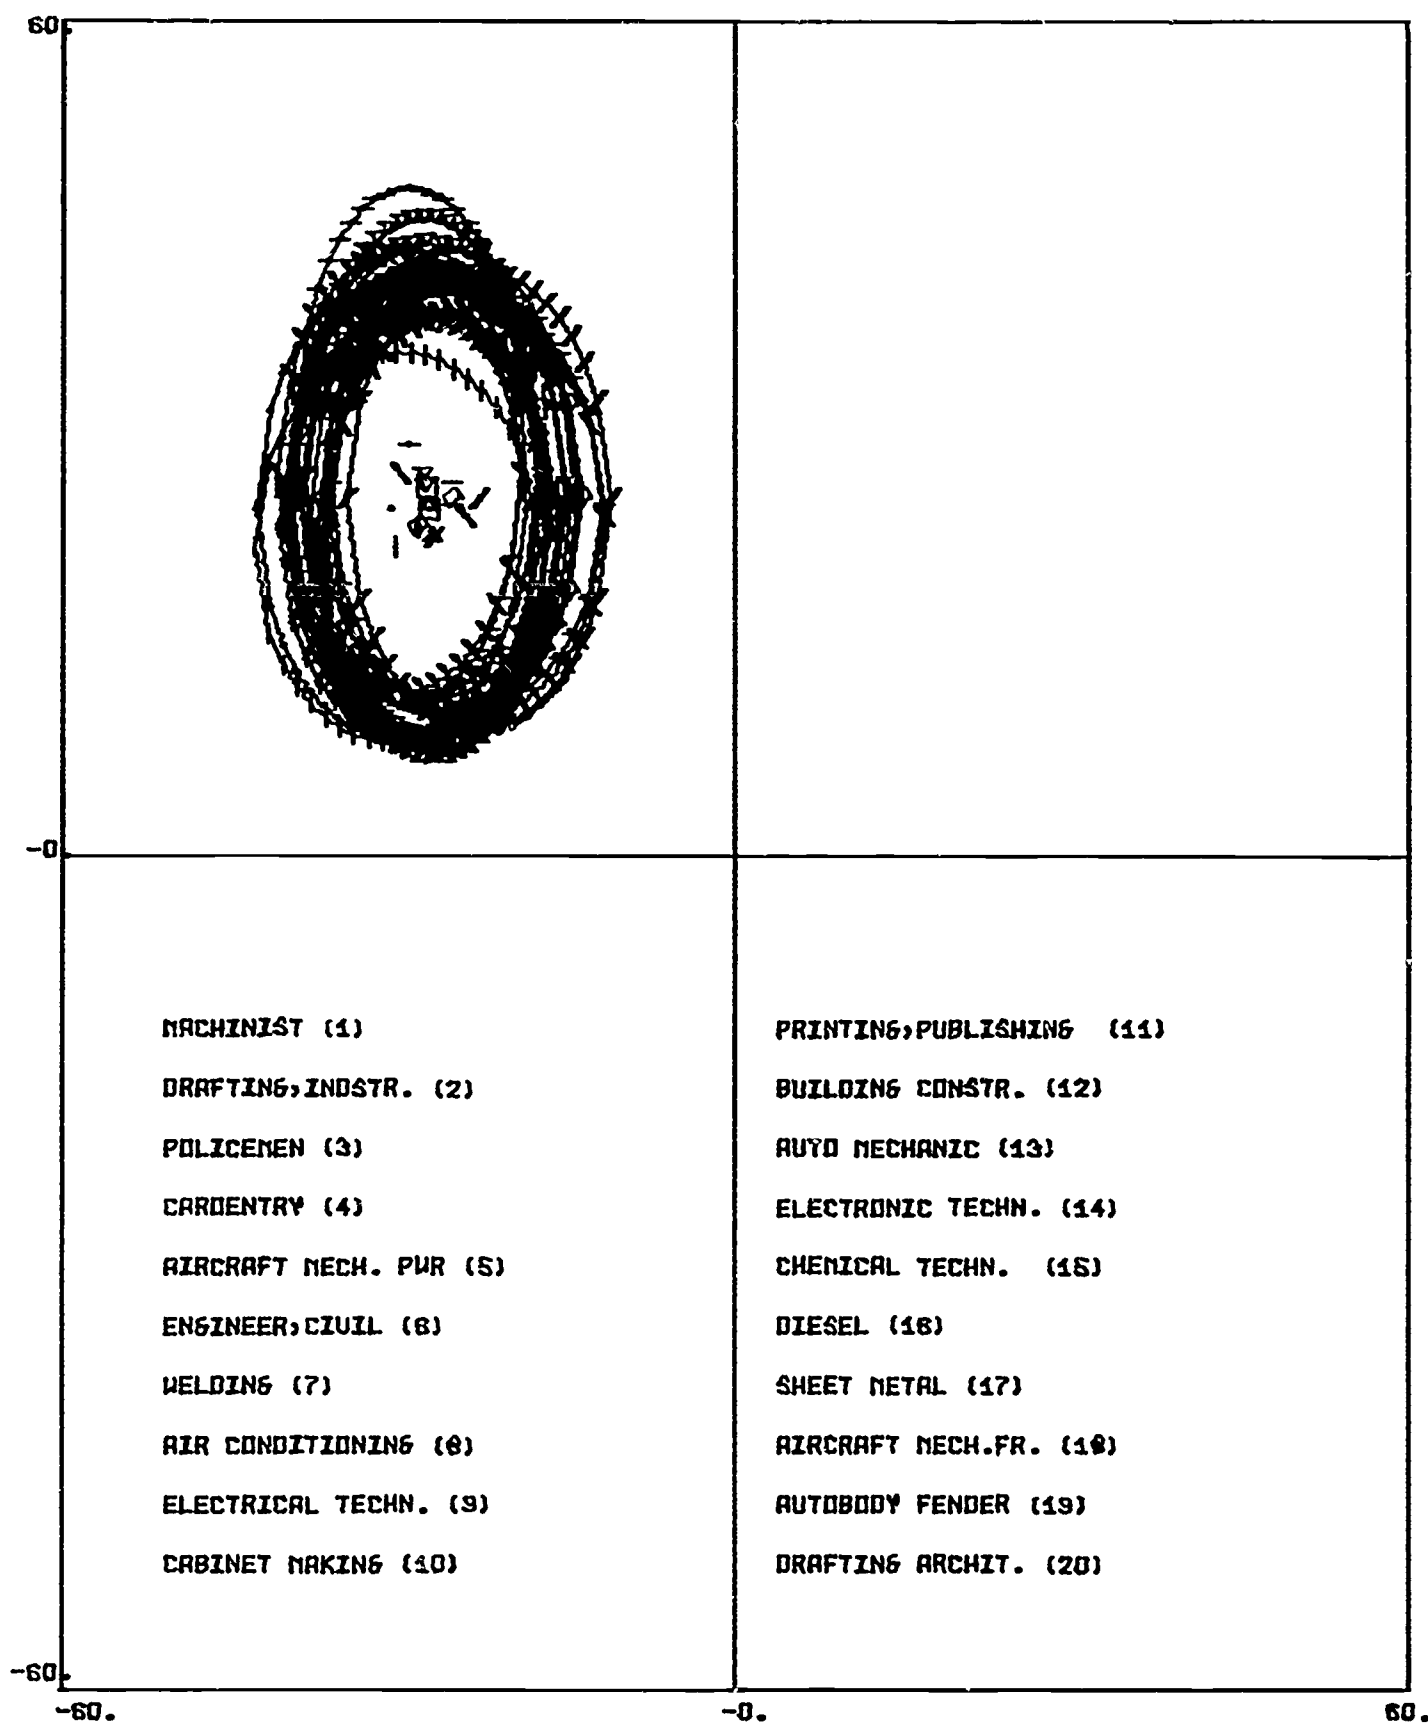 60.
-0
MACHINIST (1)
DRAFTING,INDSTR. (2)
POLICEMEN (3)
CARDENTRY (4)
AIRCRAFT MECH. PWR (5)
ENGINEER,CIVIL (6)
WELDING (7)
AIR CONDITIONING (8)
ELECTRICAL TECHN. (9)
CABINET MAKING (10)
PRINTING,PUBLISHING (11)
BUILDING CONSTR. (12)
AUTO MECHANIC (13)
ELECTRONIC TECHN. (14)
CHEMICAL TECHN. (15)
DIESEL (16)
SHEET METAL (17)
AIRCRAFT MECH.FR. (18)
AUTOBODY FENDER (19)
DRAFTING ARCHIT. (20)
-60.
-60.
-0.
60.